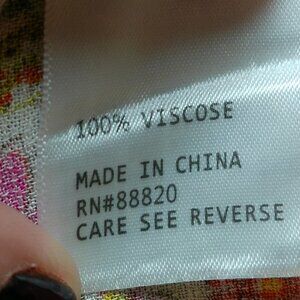 100% VISCOSE
MADE IN CHINA
RN#88820
CARE SEE REVERSE